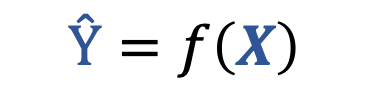 Ŷ = f(X)